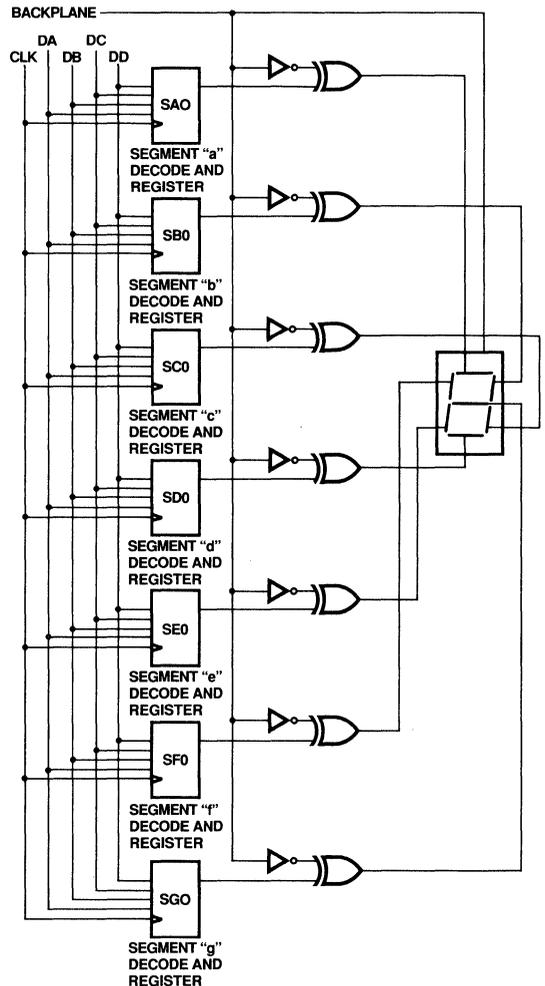 BACKPLANE
DA
DC
CLK
DB
DD
SAO
SEGMENT “a”
DECODE AND
REGISTER
SB0
SEGMENT “b”
DECODE AND
REGISTER
SC0
SEGMENT “c”
DECODE AND
REGISTER
SD0
SEGMENT “d”
DECODE AND
REGISTER
SE0
SEGMENT “e”
DECODE AND
REGISTER
SF0
SEGMENT “f”
DECODE AND
REGISTER
SGO
SEGMENT “g”
DECODE AND
REGISTER